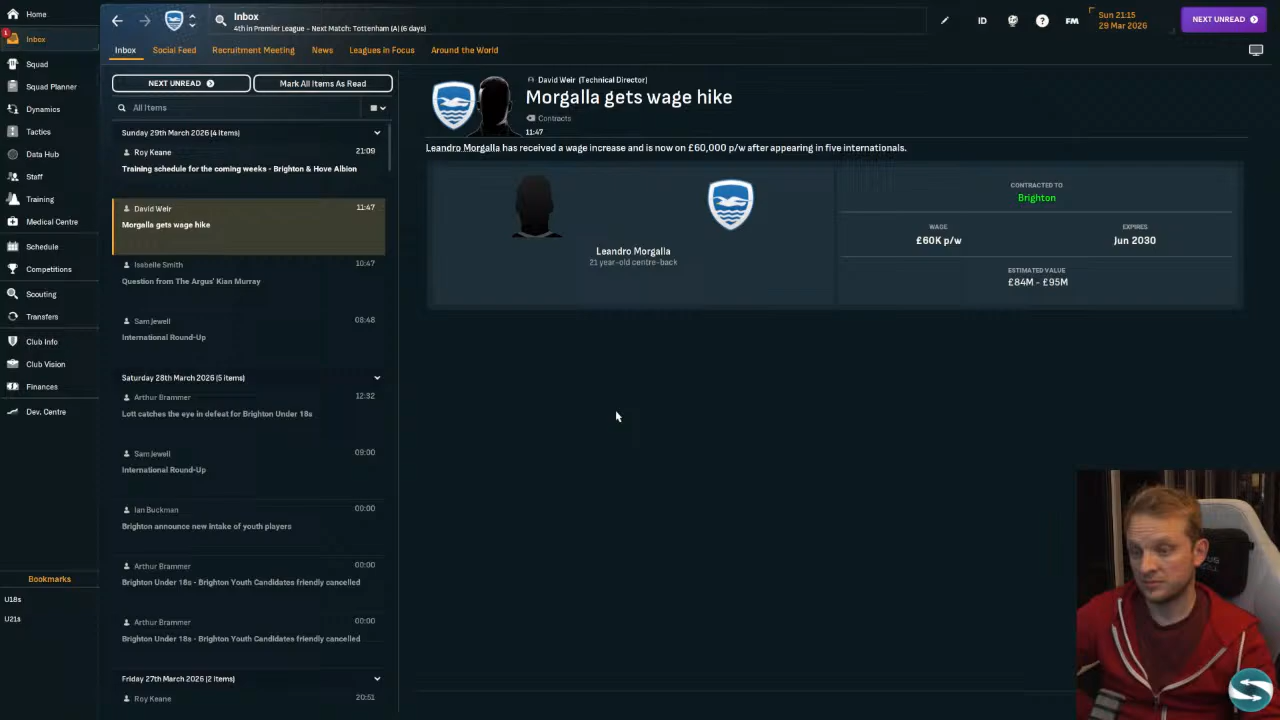 Home
1
Inbox
Squad
Squad Planner
Dynamics
Tactics
Data Hub
Staff
Training
Medical Centre
Schedule
Competitions
Scouting
Transfers
Club Info
Club Vision
Finances
Dev. Centre
Bookmarks
U18s
U21s
Inbox
4th in Premier League - Next Match: Tottenham (A) (6 days)
ID
?
FM
Sun 21:15
29 Mar 2026
NEXT UNREAD
Inbox Social Feed Recruitment Meeting News Leagues in Focus Around the World
NEXT UNREAD
Mark All Items As Read
All Items
Sunday 29th March 2026 (4 items)
Roy Keane 21:09
Training schedule for the coming weeks - Brighton & Hove Albion
David Weir 11:47
Morgalla gets wage hike
Isabelle Smith 10:47
Question from The Argus' Kian Murray
Sam Jewell 08:48
International Round-Up
Saturday 28th March 2026 (5 items)
Arthur Brammer 12:32
Lott catches the eye in defeat for Brighton Under 18s
Sam Jewell 09:00
International Round-Up
Ian Buckman 00:00
Brighton announce new intake of youth players
Arthur Brammer 00:00
Brighton Under 18s - Brighton Youth Candidates friendly cancelled
Arthur Brammer 00:00
Brighton Under 18s - Brighton Youth Candidates friendly cancelled
Friday 27th March 2026 (2 items)
Roy Keane 20:51
David Weir (Technical Director)
Morgalla gets wage hike
Contracts
11:47
Leandro Morgalla has received a wage increase and is now on £60,000 p/w after appearing in five internationals.
Leandro Morgalla
21 year-old centre-back
CONTRACTED TO
Brighton
WAGE EXPIRES
£60K p/w Jun 2030
ESTIMATED VALUE
£84M - £95M